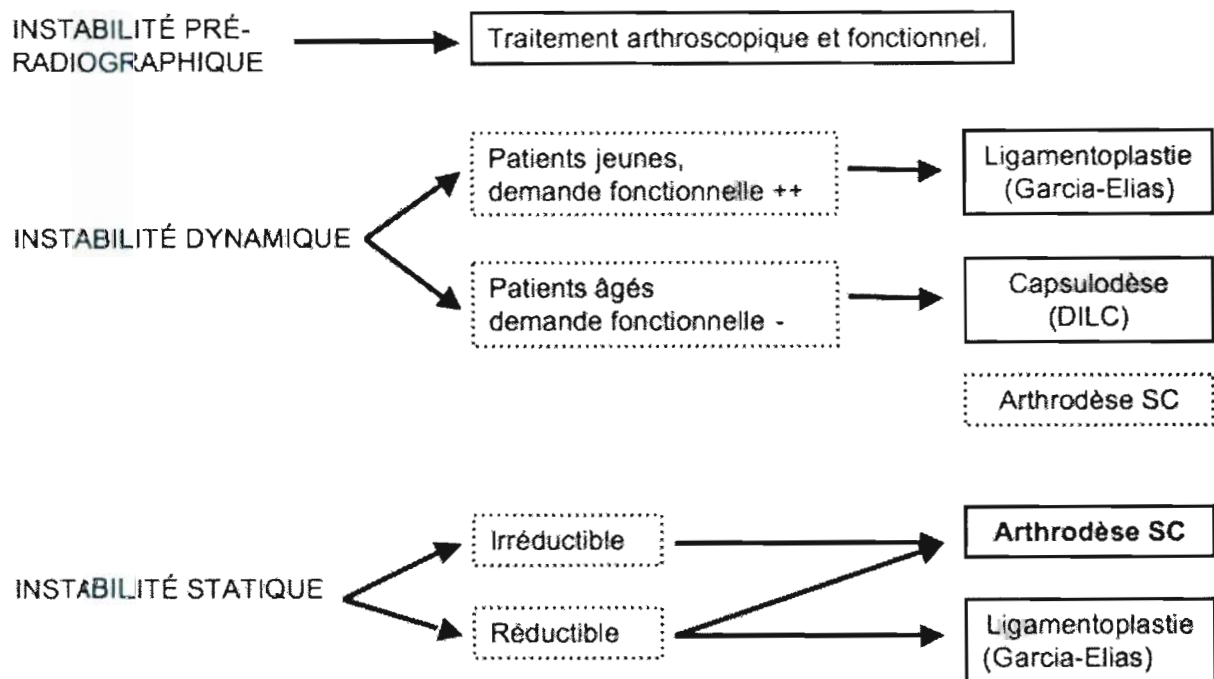 INSTABILITÉ PRÉ-
RADIOGRAPHIQUE
Traitement arthroscopique et fonctionnel.
Patients jeunes,
demande fonctionnelle ++
Ligamentoplastie
(Garcia-Elias)
INSTABILITÉ DYNAMIQUE
Patients âgés
demande fonctionnelle -
Capsulodèse
(DILC)
Arthrodèse SC
Irréductible
Arthrodèse SC
INSTABILITÉ STATIQUE
Réductible
Ligamentoplastie
(Garcia-Elias)